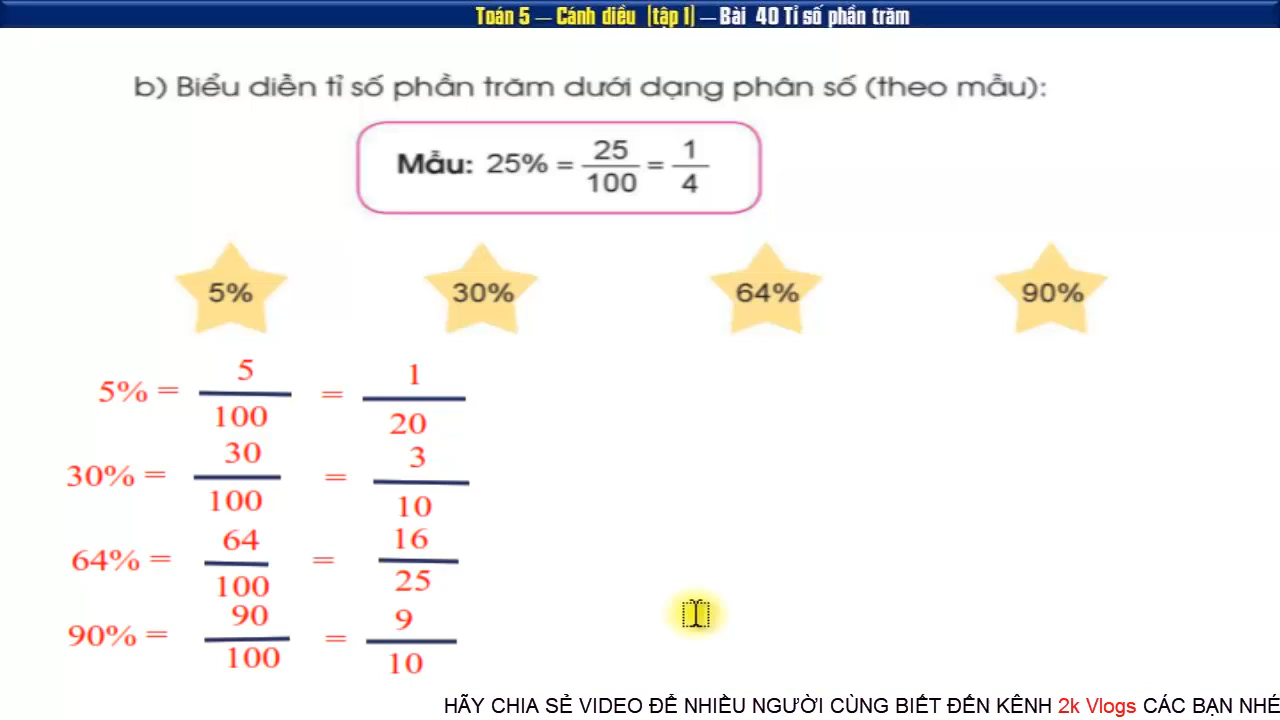 Toán 5 – Cánh diều (tập 1) – Bài 40 Tỉ số phần trăm
b) Biểu diễn tỉ số phần trăm dưới dạng phân số (theo mẫu):
Mẫu: 25% = 25/100 = 1/4
5% 30% 64% 90%
5% = 5/100 = 1/20
30% = 30/100 = 3/10
64% = 64/100 = 16/25
90% = 90/100 = 9/10
HÃY CHIA SẺ VIDEO ĐỂ NHIỀU NGƯỜI CÙNG BIẾT ĐẾN KÊNH 2k Vlogs CÁC BẠN NHÉ